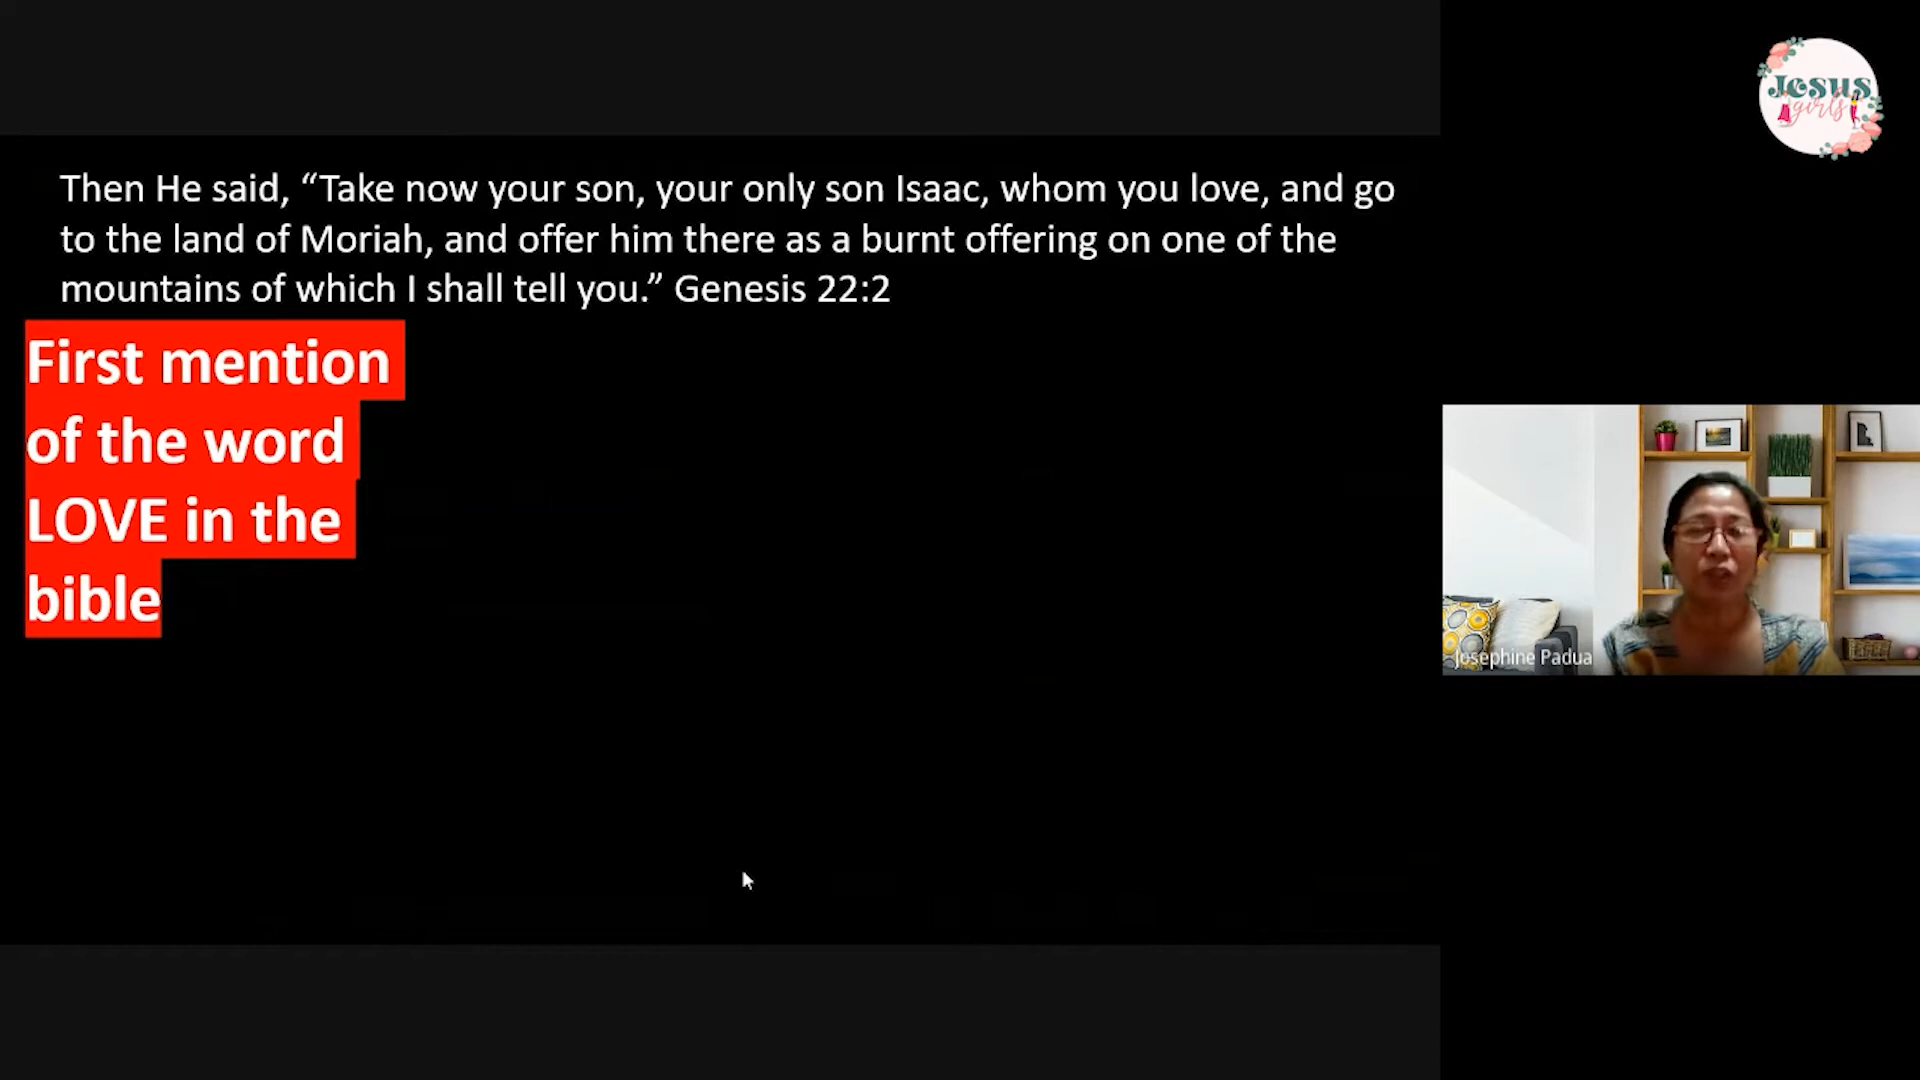 Jesus
girls
Then He said, “Take now your son, your only son Isaac, whom you love, and go
to the land of Moriah, and offer him there as a burnt offering on one of the
mountains of which I shall tell you.” Genesis 22:2
First mention
of the word
LOVE in the
bible
Josephine Padua